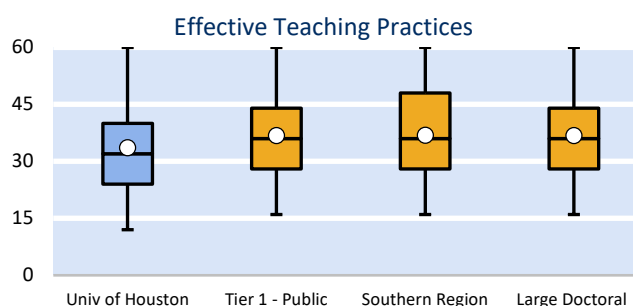 Effective Teaching Practices
60
45
30
15
0
Univ of Houston Tier 1 - Public Southern Region Large Doctoral